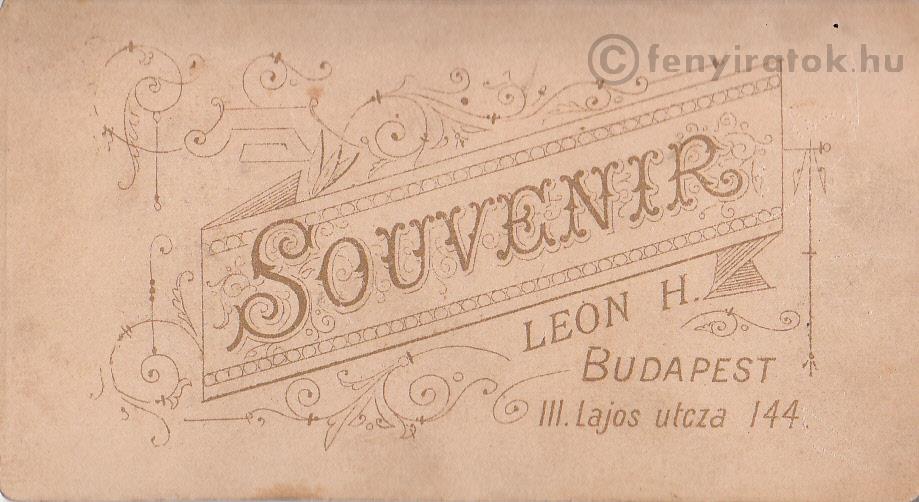 ©fenyiratok.hu
SOUVENIR
LEON H.
BUDAPEST
III. Lajos utcza 144.